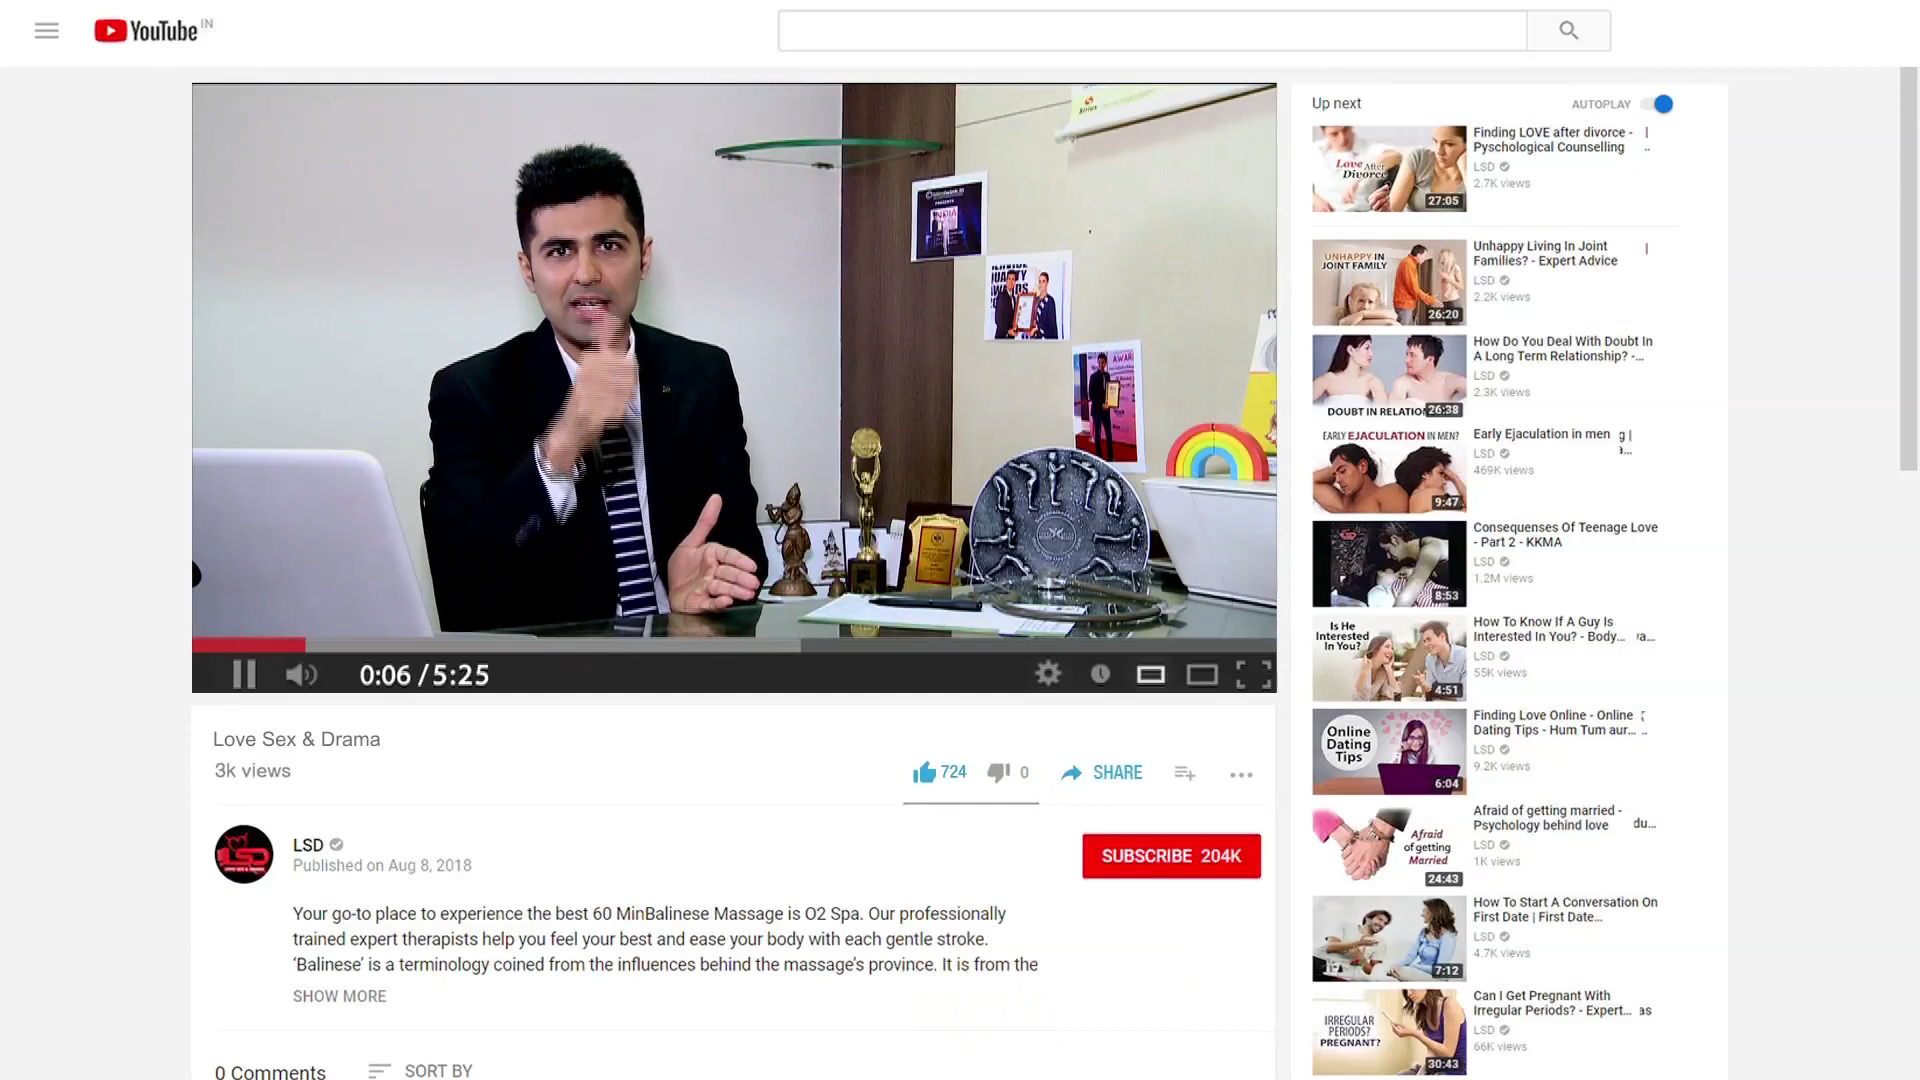 YouTube IN
Sirius
PRESENTS
INDIA
QUALITY
AWARDS
AWAR
0:06 / 5:25
Love Sex & Drama
3k views
724
0
SHARE
LSD
Published on Aug 8, 2018
SUBSCRIBE 204K
Your go-to place to experience the best 60 MinBalinese Massage is O2 Spa. Our professionally
trained expert therapists help you feel your best and ease your body with each gentle stroke.
‘Balinese’ is a terminology coined from the influences behind the massage’s province. It is from the
SHOW MORE
0 Comments
SORT BY
Up next
AUTOPLAY
Love After
Divorce
27:05
Finding LOVE after divorce -
Pyschological Counselling
LSD
2.7K views
UNHAPPY IN
JOINT FAMILY
26:20
Unhappy Living In Joint
Families? - Expert Advice
LSD
2.2K views
DOUBT IN RELATION
26:38
How Do You Deal With Doubt In
A Long Term Relationship? -...
LSD
2.3K views
EARLY EJACULATION IN MEN?
9:47
Early Ejaculation in men g |
LSD
469K views
8:53
Consequenses Of Teenage Love
- Part 2 - KKMA
LSD
1.2M views
Is He
Interested
In You?
4:51
How To Know If A Guy Is
Interested In You? - Body...
LSD
55K views
Online
Dating
Tips
6:04
Finding Love Online - Online
Dating Tips - Hum Tum aur...
LSD
9.2K views
Afraid
of getting
Married
24:43
Afraid of getting married -
Psychology behind love du...
LSD
1K views
7:12
How To Start A Conversation On
First Date | First Date...
LSD
4.7K views
IRREGULAR
PERIODS?
PREGNANT?
30:43
Can I Get Pregnant With
Irregular Periods? - Expert... as
LSD
66K views